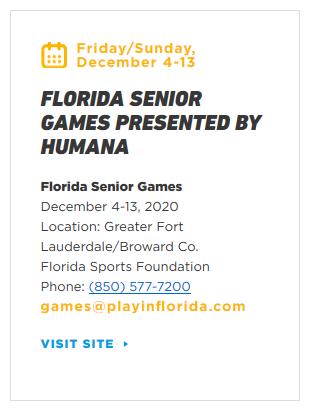 Friday/Sunday,
December 4-13
FLORIDA SENIOR
GAMES PRESENTED BY
HUMANA
Florida Senior Games
December 4-13, 2020
Location: Greater Fort
Lauderdale/Broward Co.
Florida Sports Foundation
Phone: (850) 577-7200
games@playinflorida.com
VISIT SITE